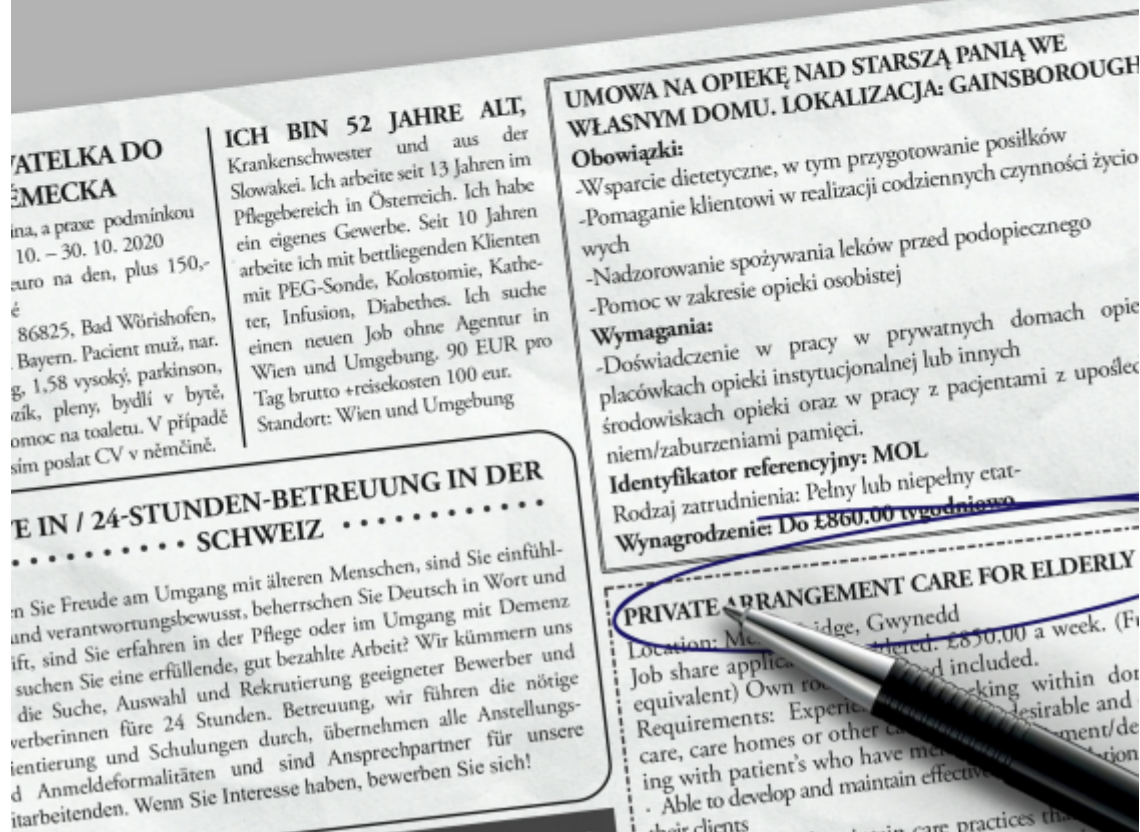 VATELKA DO
ĚMECKA
ina, a praxe podmínkou
10. – 30. 10. 2020
euro na den, plus 150,-
é
86825, Bad Wörishofen,
Bayern. Pacient muž, nar.
g, 1,58 vysoký, parkinson,
zík, pleny, bydlí v bytě,
omoc na toaletu. V případě
sím poslat CV v němčině.
ICH BIN 52 JAHRE ALT,
Krankenschwester und aus der
Slowakei. Ich arbeite seit 13 Jahren im
Pflegebereich in Österreich. Ich habe
ein eigenes Gewerbe. Seit 10 Jahren
arbeite ich mit bettliegenden Klienten
mit PEG-Sonde, Kolostomie, Kathe-
ter, Infusion, Diabethes. Ich suche
einen neuen Job ohne Agentur in
Wien und Umgebung. 90 EUR pro
Tag brutto +reisekosten 100 eur.
Standort: Wien und Umgebung
E IN / 24-STUNDEN-BETREUUNG IN DER
SCHWEIZ
n Sie Freude am Umgang mit älteren Menschen, sind Sie einfühl-
und verantwortungsbewusst, beherrschen Sie Deutsch in Wort und
ift, sind Sie erfahren in der Pflege oder im Umgang mit Demenz
suchen Sie eine erfüllende, gut bezahlte Arbeit? Wir kümmern uns
die Suche, Auswahl und Rekrutierung geeigneter Bewerber und
werberinnen füre 24 Stunden. Betreuung, wir führen die nötige
ientierung und Schulungen durch, übernehmen alle Anstellungs-
d Anmeldeformalitäten und sind Ansprechpartner für unsere
itarbeitenden. Wenn Sie Interesse haben, bewerben Sie sich!
UMOWA NA OPIEKĘ NAD STARSZĄ PANIĄ WE
WŁASNYM DOMU. LOKALIZACJA: GAINSBOROUGH
Obowiązki:
-Wsparcie dietetyczne, w tym przygotowanie posiłków
-Pomaganie klientowi w realizacji codziennych czynności życio
wych
-Nadzorowanie spożywania leków przed podopiecznego
-Pomoc w zakresie opieki osobistej
Wymagania:
-Doświadczenie w pracy w prywatnych domach opie
placówkach opieki instytucjonalnej lub innych
środowiskach opieki oraz w pracy z pacjentami z upośledz
niem/zaburzeniami pamięci.
Identyfikator referencyjny: MOL
Rodzaj zatrudnienia: Pełny lub niepełny etat-
Wynagrodzenie: Do £860.00 tygodniowo
PRIVATE ARRANGEMENT CARE FOR ELDERLY
Location: idge, Gwynedd
Job share applica £850.00 a week. (Fu
equivalent) Own ro included.
Requirements: Experie king within dom
care, care homes or other desirable and
ing with patient's who have ment/de
· Able to develop and maintain effective
their clients
care practices